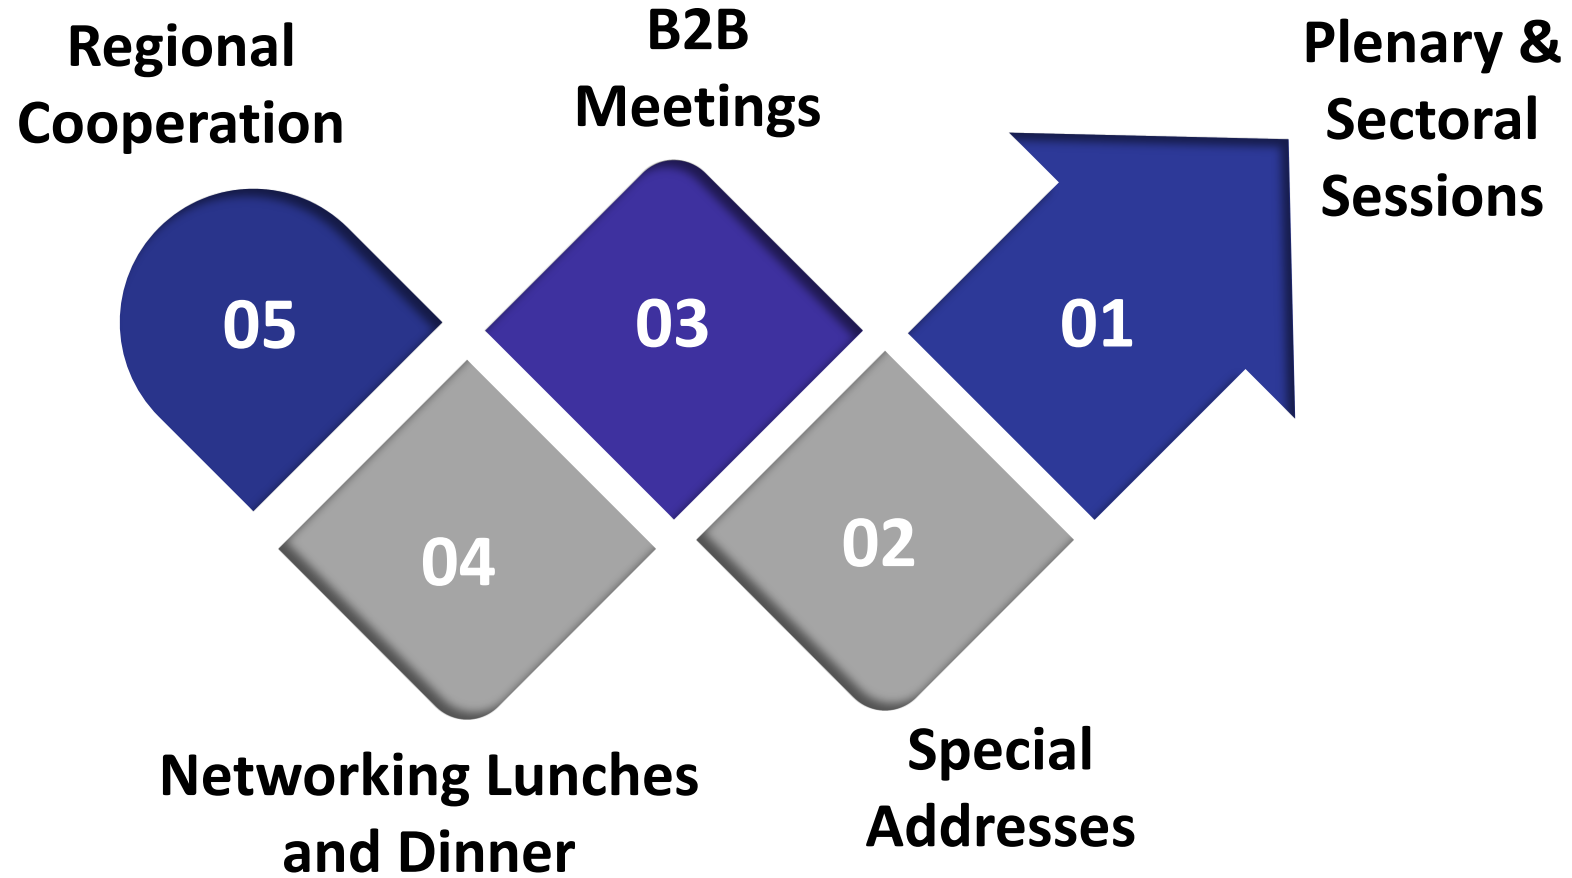 Regional
Cooperation
B2B
Meetings
Plenary &
Sectoral
Sessions
05
03
01
04
02
Networking Lunches
and Dinner
Special
Addresses